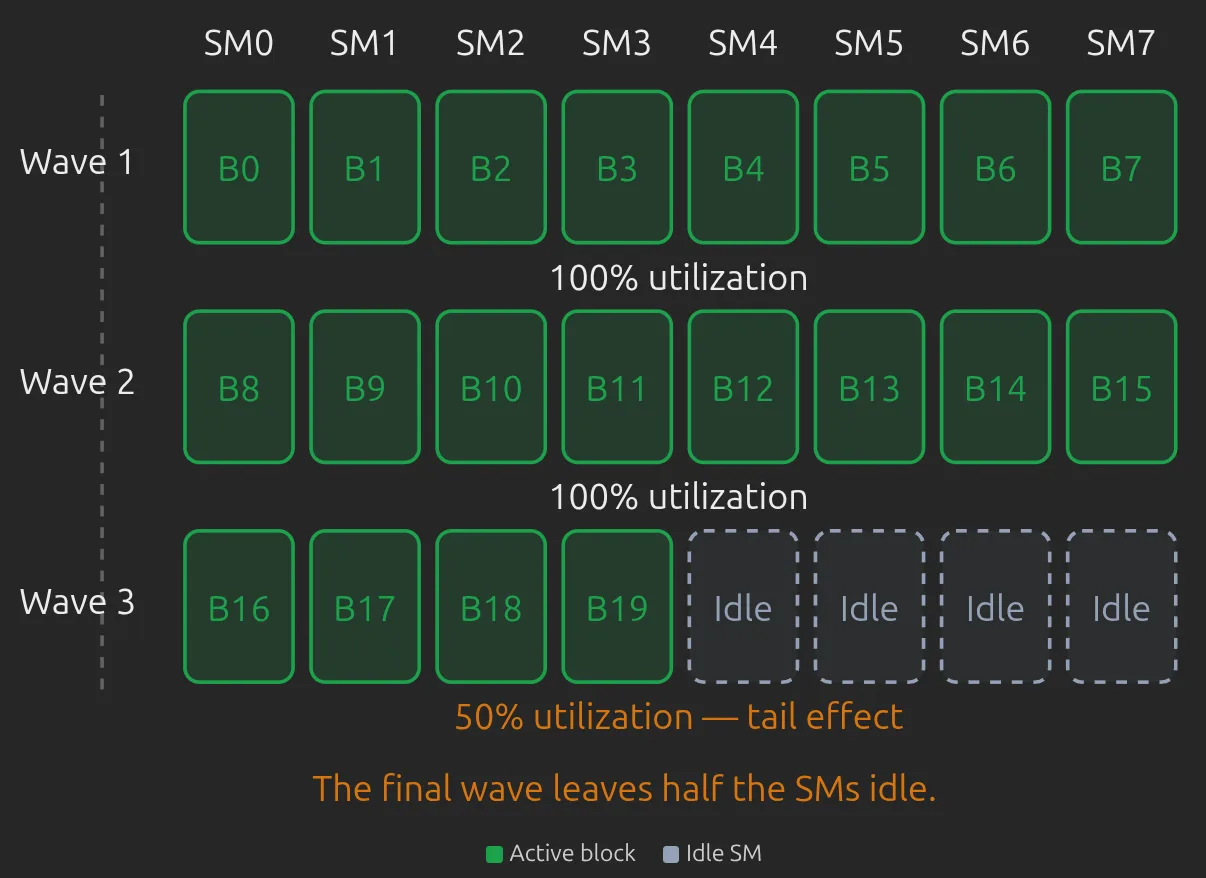 SM0 SM1 SM2 SM3 SM4 SM5 SM6 SM7
Wave 1 B0 B1 B2 B3 B4 B5 B6 B7
100% utilization
Wave 2 B8 B9 B10 B11 B12 B13 B14 B15
100% utilization
Wave 3 B16 B17 B18 B19 Idle Idle Idle Idle
50% utilization — tail effect
The final wave leaves half the SMs idle.
Active block Idle SM